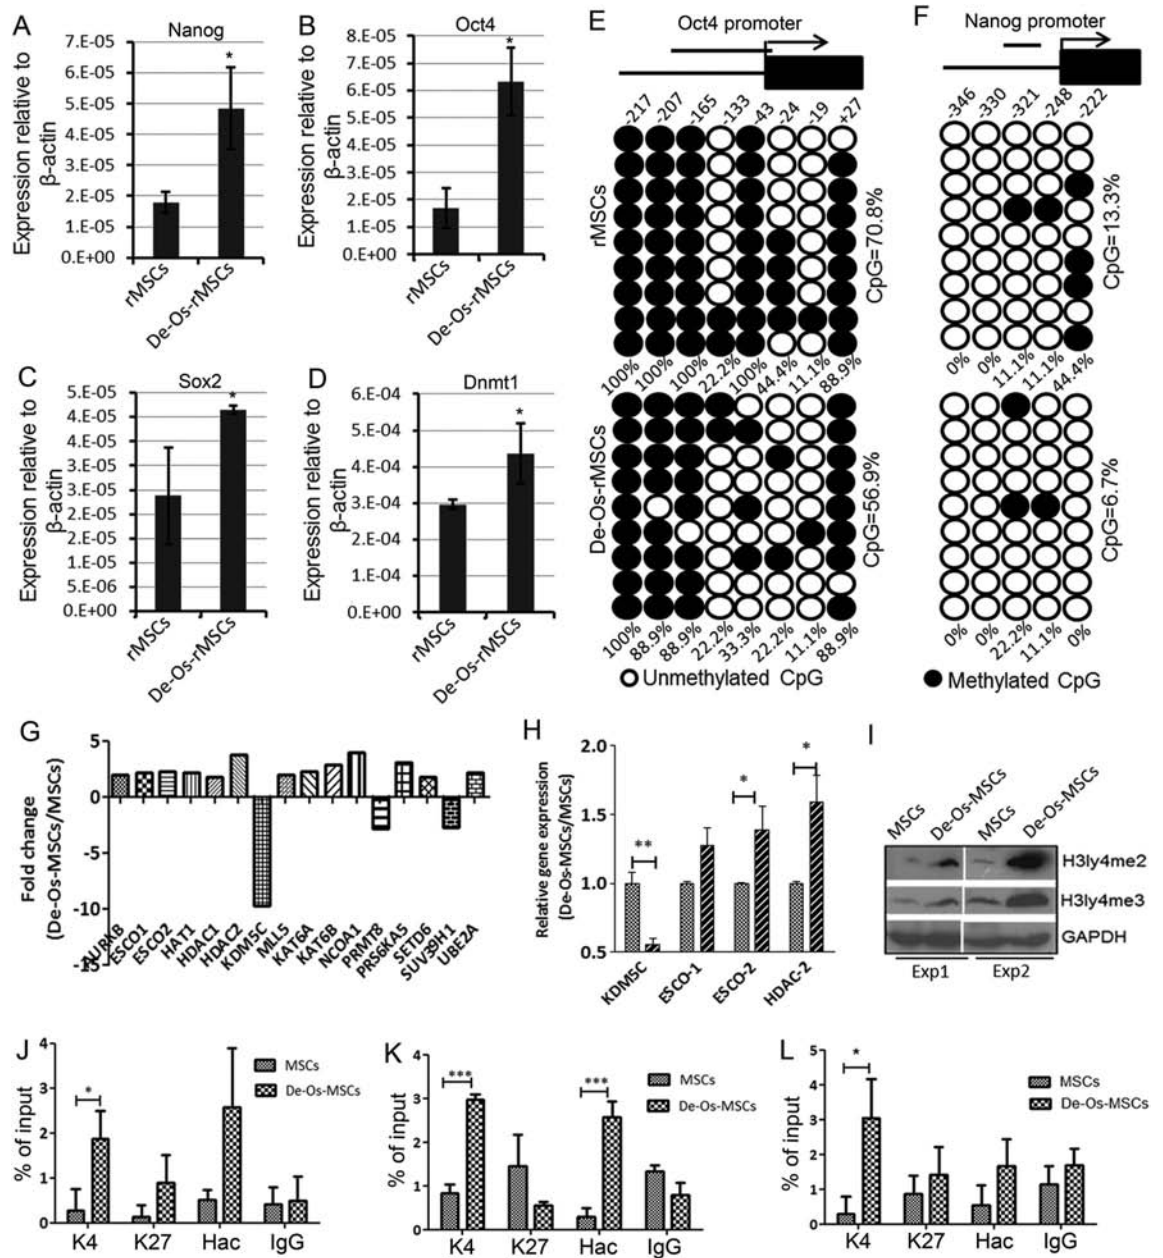 A
Nanog
Expression relative to
β-actin
7.E-05
6.E-05
5.E-05
4.E-05
3.E-05
2.E-05
1.E-05
0.E+00
*
rMSCs
De-Os-rMSCs
B
Oct4
Expression relative to
β-actin
8.E-05
7.E-05
6.E-05
5.E-05
4.E-05
3.E-05
2.E-05
1.E-05
0.E+00
*
rMSCs
De-Os-rMSCs
C
Sox2
Expression relative to
β-actin
4.E-05
4.E-05
3.E-05
3.E-05
2.E-05
2.E-05
1.E-05
5.E-06
0.E+00
*
rMSCs
De-Os-rMSCs
D
Dnmt1
Expression relative to
β-actin
6.E-04
5.E-04
4.E-04
3.E-04
2.E-04
1.E-04
0.E+00
*
rMSCs
De-Os-rMSCs
E
Oct4 promoter
-217 -207 -165 -133 -43 -24 -19 +27
rMSCs
CpG=70.8%
100% 100% 100% 22.2% 100% 44.4% 11.1% 88.9%
De-Os-rMSCs
CpG=56.9%
100% 88.9% 88.9% 22.2% 33.3% 22.2% 11.1% 88.9%
Unmethylated CpG
F
Nanog promoter
-346 -330 -321 -248 -222
CpG=13.3%
0% 0% 11.1% 11.1% 44.4%
CpG=6.7%
0% 0% 22.2% 11.1% 0%
Methylated CpG
G
Fold change
(De-Os-MSCs/MSCs)
5
0
-5
-10
-15
AURKB
ESCO1
ESCO2
HAT1
HDAC1
HDAC2
KDM5C
MLL5
KAT6A
KAT6B
NCOA1
PRMT8
PRS6KA5
SETD6
SUV39H1
UBE2A
H
Relative gene expression
(De-Os-MSCs/MSCs)
2.0
1.5
1.0
0.5
**
*
*
KDM5C
ESCO-1
ESCO-2
HDAC-2
I
MSCs
De-Os-MSCs
MSCs
De-Os-MSCs
H3ly4me2
H3ly4me3
GAPDH
Exp1
Exp2
J
% of input
4
3
2
1
0
*
MSCs
De-Os-MSCs
K4 K27 Hac IgG
K
% of input
4
3
2
1
0
***
***
MSCs
De-Os-MSCs
K4 K27 Hac IgG
L
% of input
5
4
3
2
1
0
*
MSCs
De-Os-MSCs
K4 K27 Hac IgG